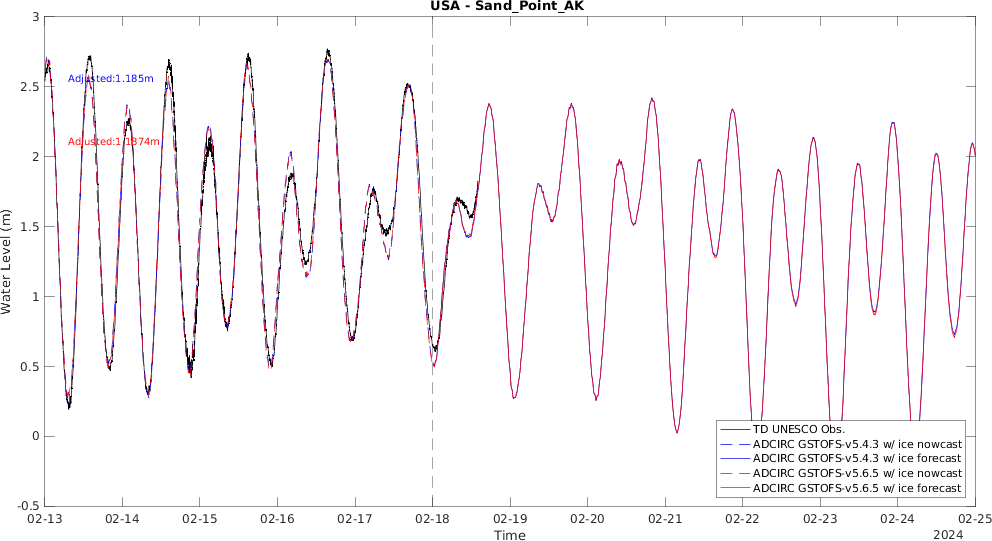 USA - Sand_Point_AK
3
2.5
2
1.5
1
0.5
0
-0.5
Water Level (m)
Adjusted:1.185m
Adjusted:1.1374m
TD UNESCO Obs.
ADCIRC GSTOFS-v5.4.3 w/ ice nowcast
ADCIRC GSTOFS-v5.4.3 w/ ice forecast
ADCIRC GSTOFS-v5.6.5 w/ ice nowcast
ADCIRC GSTOFS-v5.6.5 w/ ice forecast
02-13 02-14 02-15 02-16 02-17 02-18 02-19 02-20 02-21 02-22 02-23 02-24 02-25
Time
2024